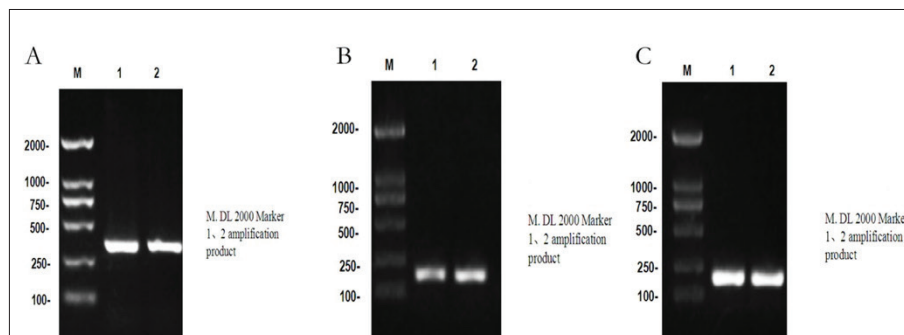 A
M 1 2
2000-
1000-
750-
500-
250-
100-
M. DL 2000 Marker
1、2 amplification
product
B
M 1 2
2000-
1000-
750-
500-
250-
100-
M. DL 2000 Marker
1、2 amplification
product
C
M 1 2
2000-
1000-
750-
500-
250-
100-
M. DL 2000 Marke
1、2 amplification
product